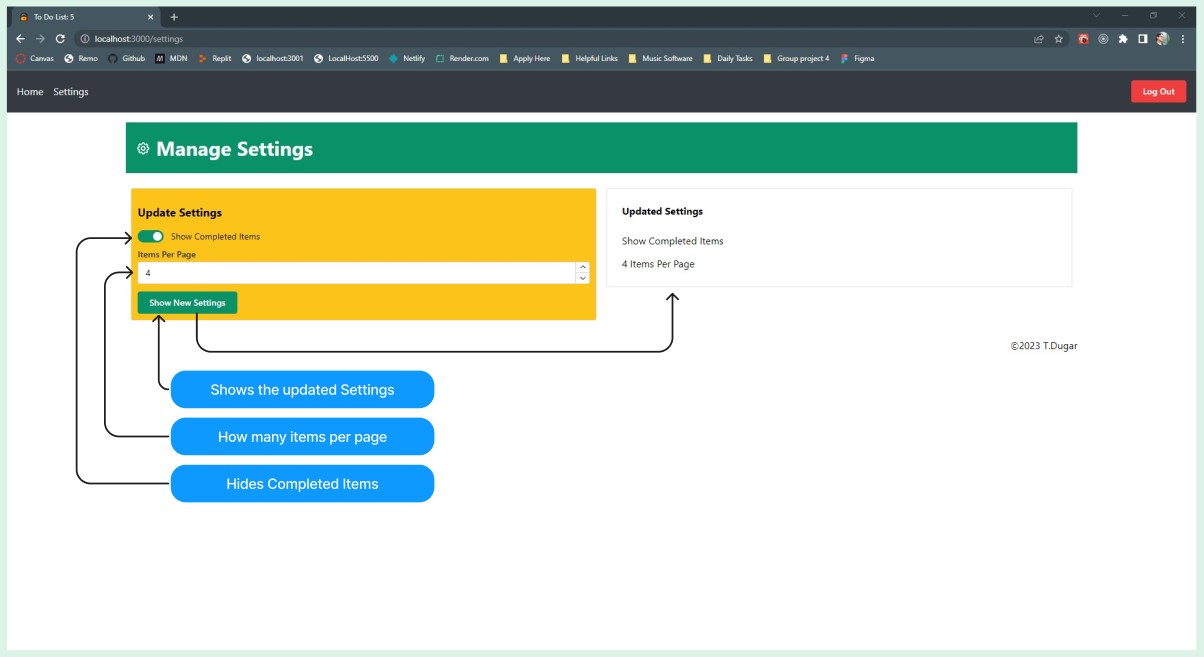 To Do List: 5
localhost:3000/settings
Canvas Remo Github MDN Replit localhost:3001 LocalHost:5500 Netlify Render.com Apply Here Helpful Links Music Software Daily Tasks Group project 4 Figma
Home Settings Log Out
Manage Settings
Update Settings
Show Completed Items
Items Per Page
4
Show New Settings
Updated Settings
Show Completed Items
4 Items Per Page
©2023 T.Dugar
Shows the updated Settings
How many items per page
Hides Completed Items